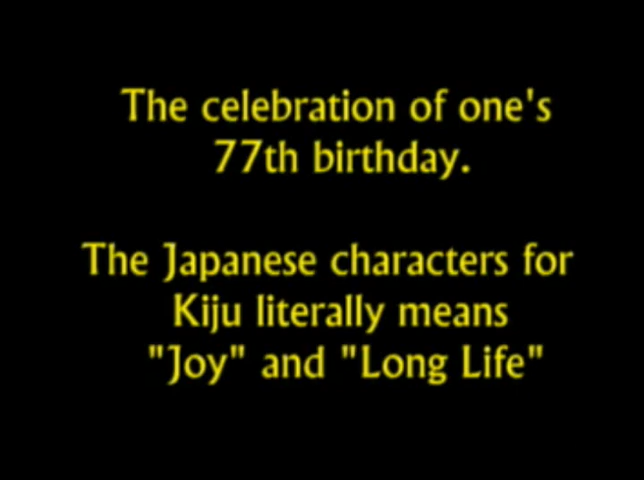 The celebration of one's
77th birthday.
The Japanese characters for
Kiju literally means
"Joy" and "Long Life"